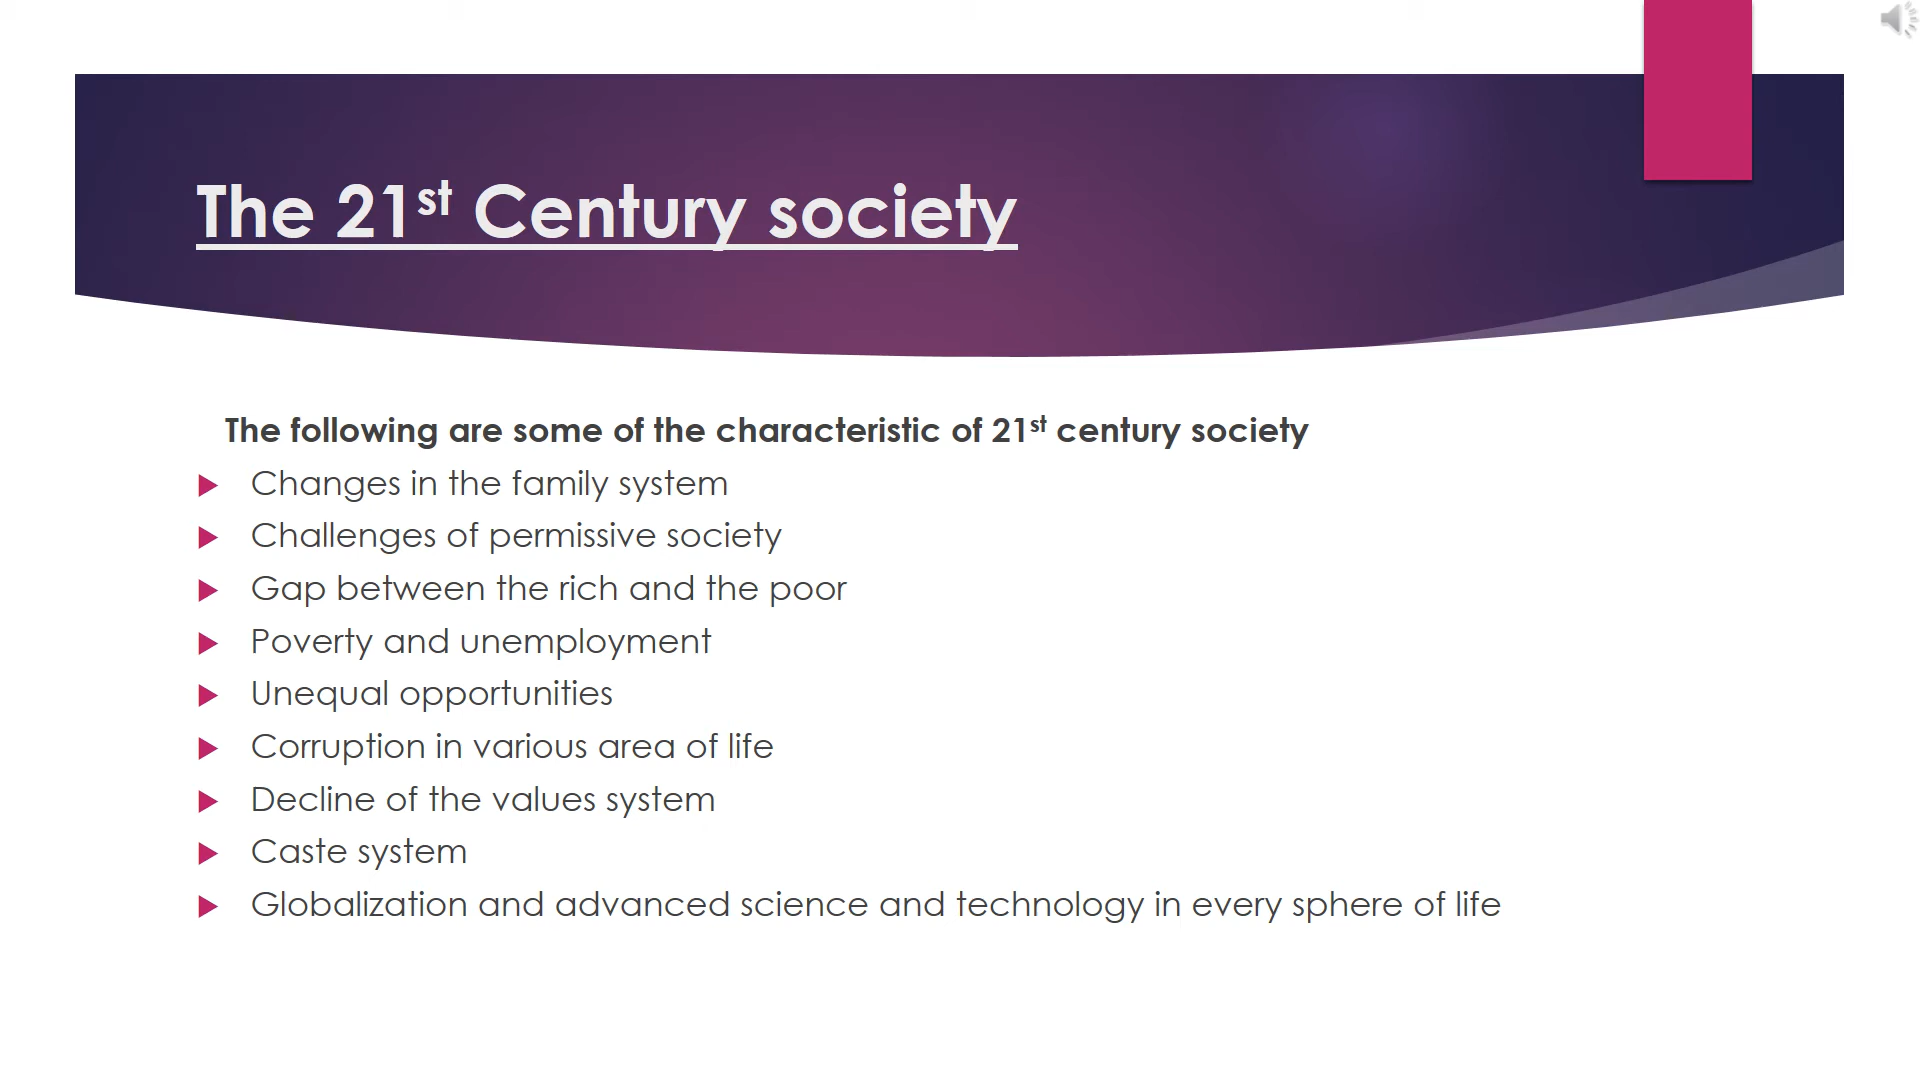 The 21st Century society
The following are some of the characteristic of 21st century society
Changes in the family system
Challenges of permissive society
Gap between the rich and the poor
Poverty and unemployment
Unequal opportunities
Corruption in various area of life
Decline of the values system
Caste system
Globalization and advanced science and technology in every sphere of life